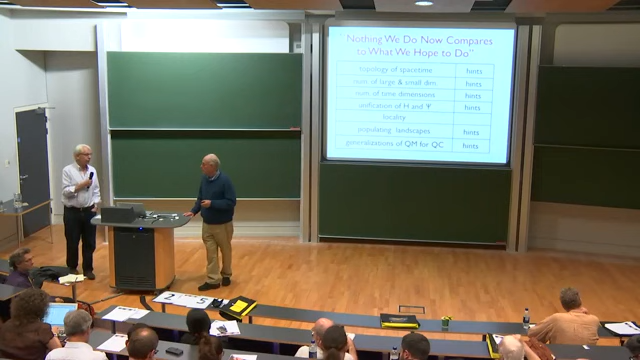 "Nothing We Do Now Compares
to What We Hope to Do"
topology of spacetime hints
num. of large & small dim. hints
num of time dimensions hints
unification of H and Ψ hints
locality
populating landscapes hints
generalizations of QM for QC hints
2 5